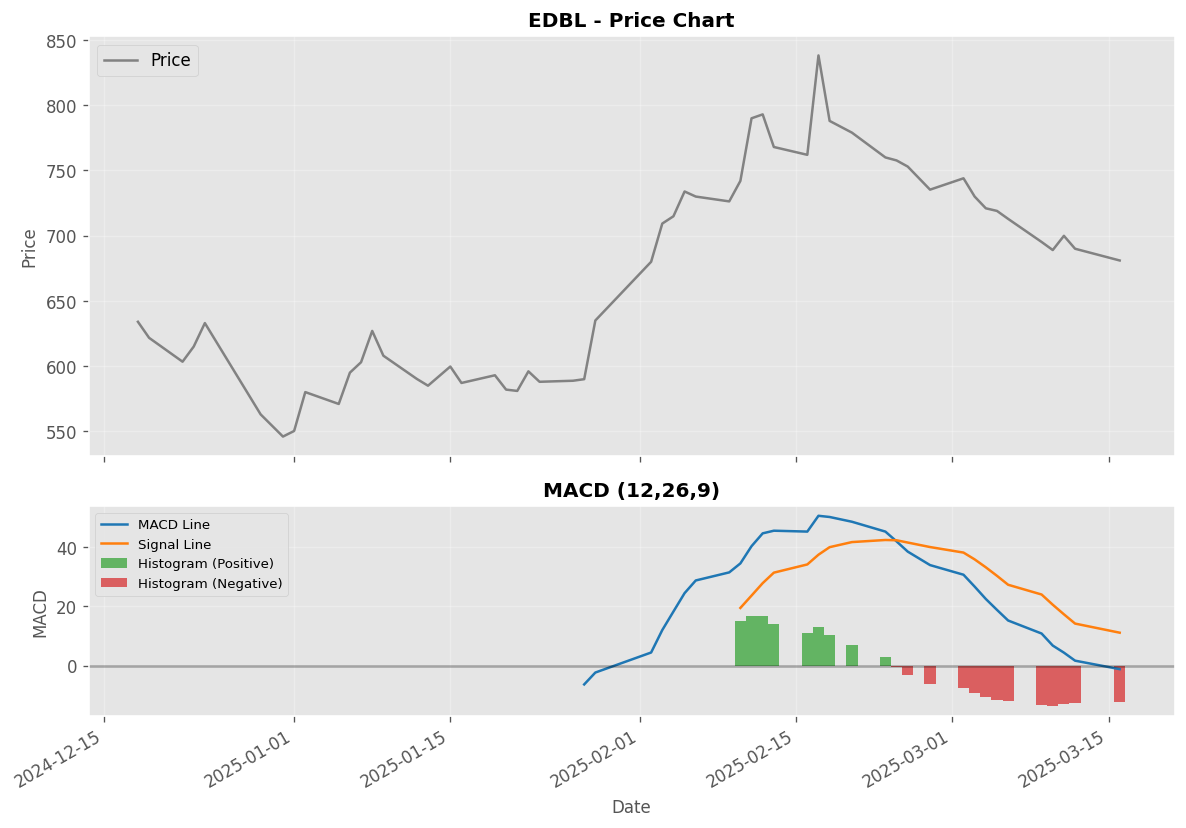 EDBL - Price Chart
Price
850
800
750
700
650
600
550
Price
MACD (12,26,9)
MACD Line
Signal Line
Histogram (Positive)
Histogram (Negative)
40
20
0
MACD
2024-12-15
2025-01-01
2025-01-15
2025-02-01
2025-02-15
2025-03-01
2025-03-15
Date